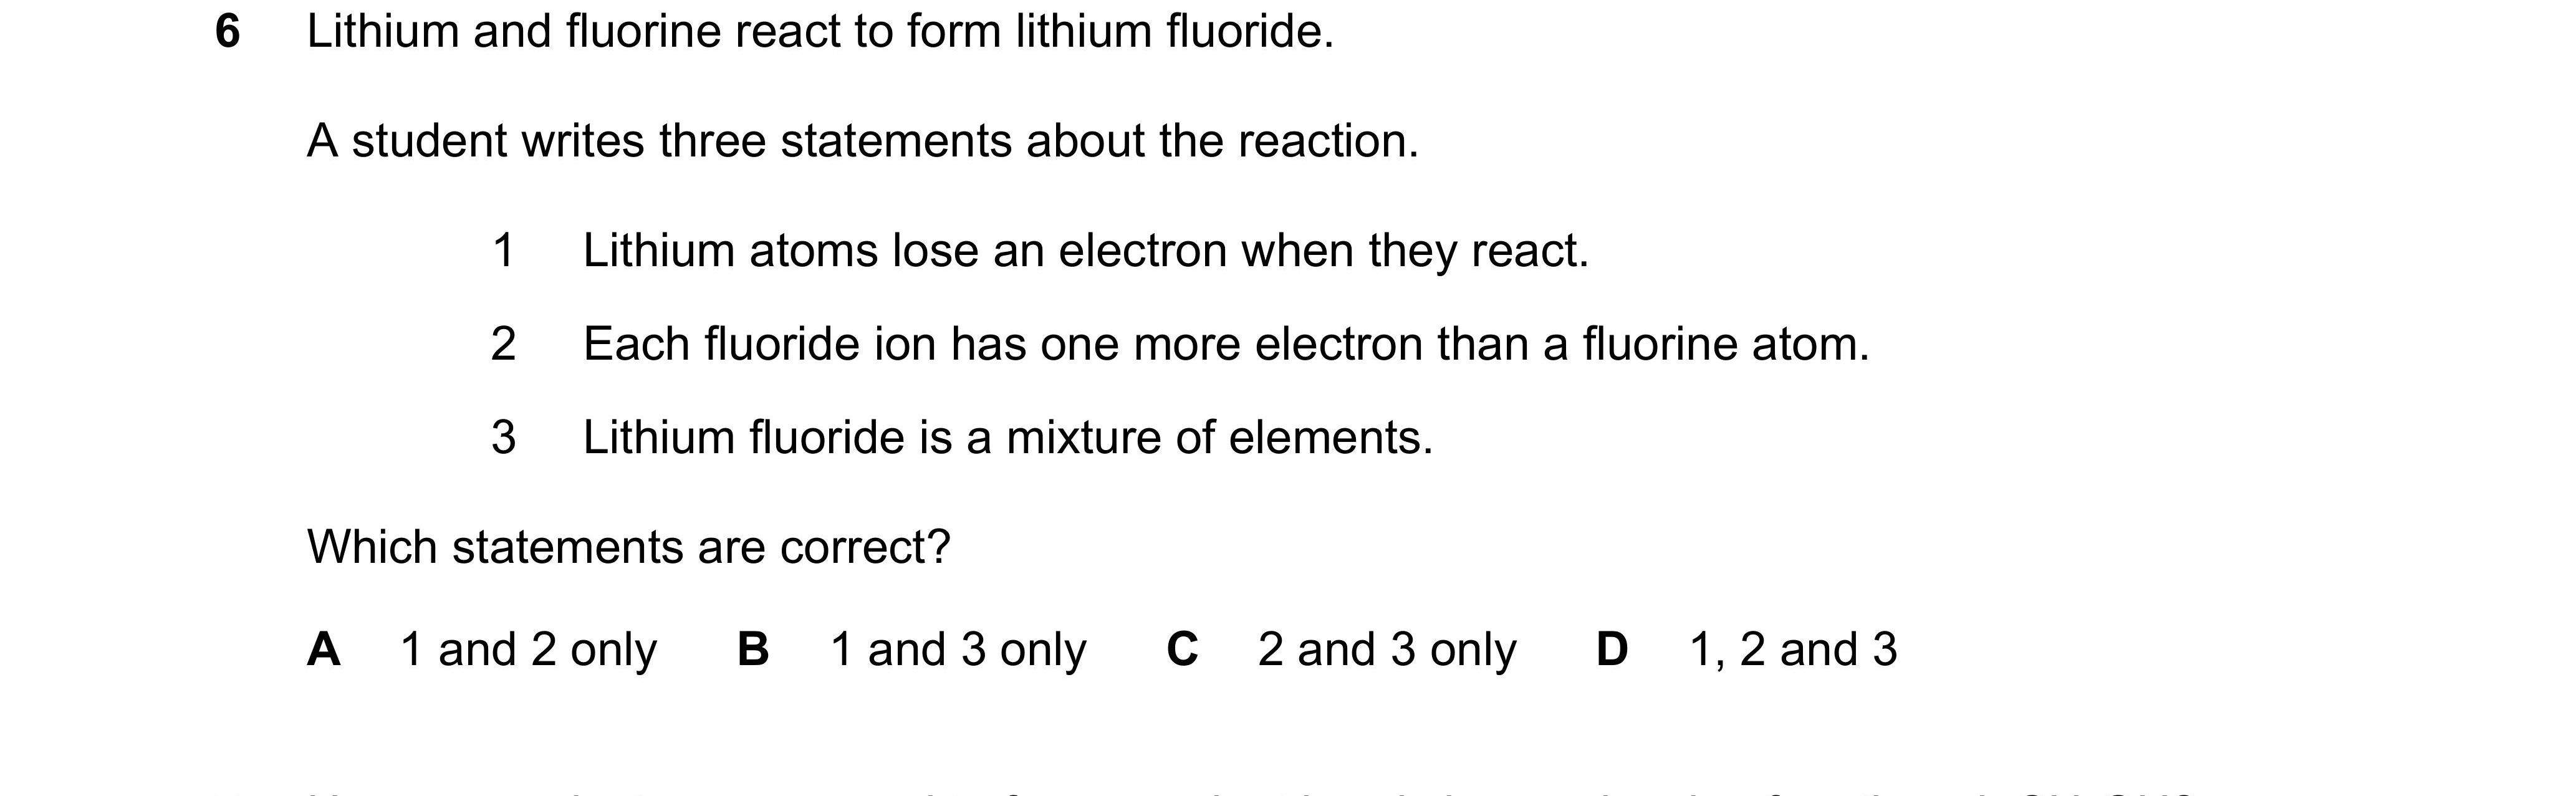 6 Lithium and fluorine react to form lithium fluoride.
A student writes three statements about the reaction.
1 Lithium atoms lose an electron when they react.
2 Each fluoride ion has one more electron than a fluorine atom.
3 Lithium fluoride is a mixture of elements.
Which statements are correct?
A 1 and 2 only B 1 and 3 only C 2 and 3 only D 1, 2 and 3